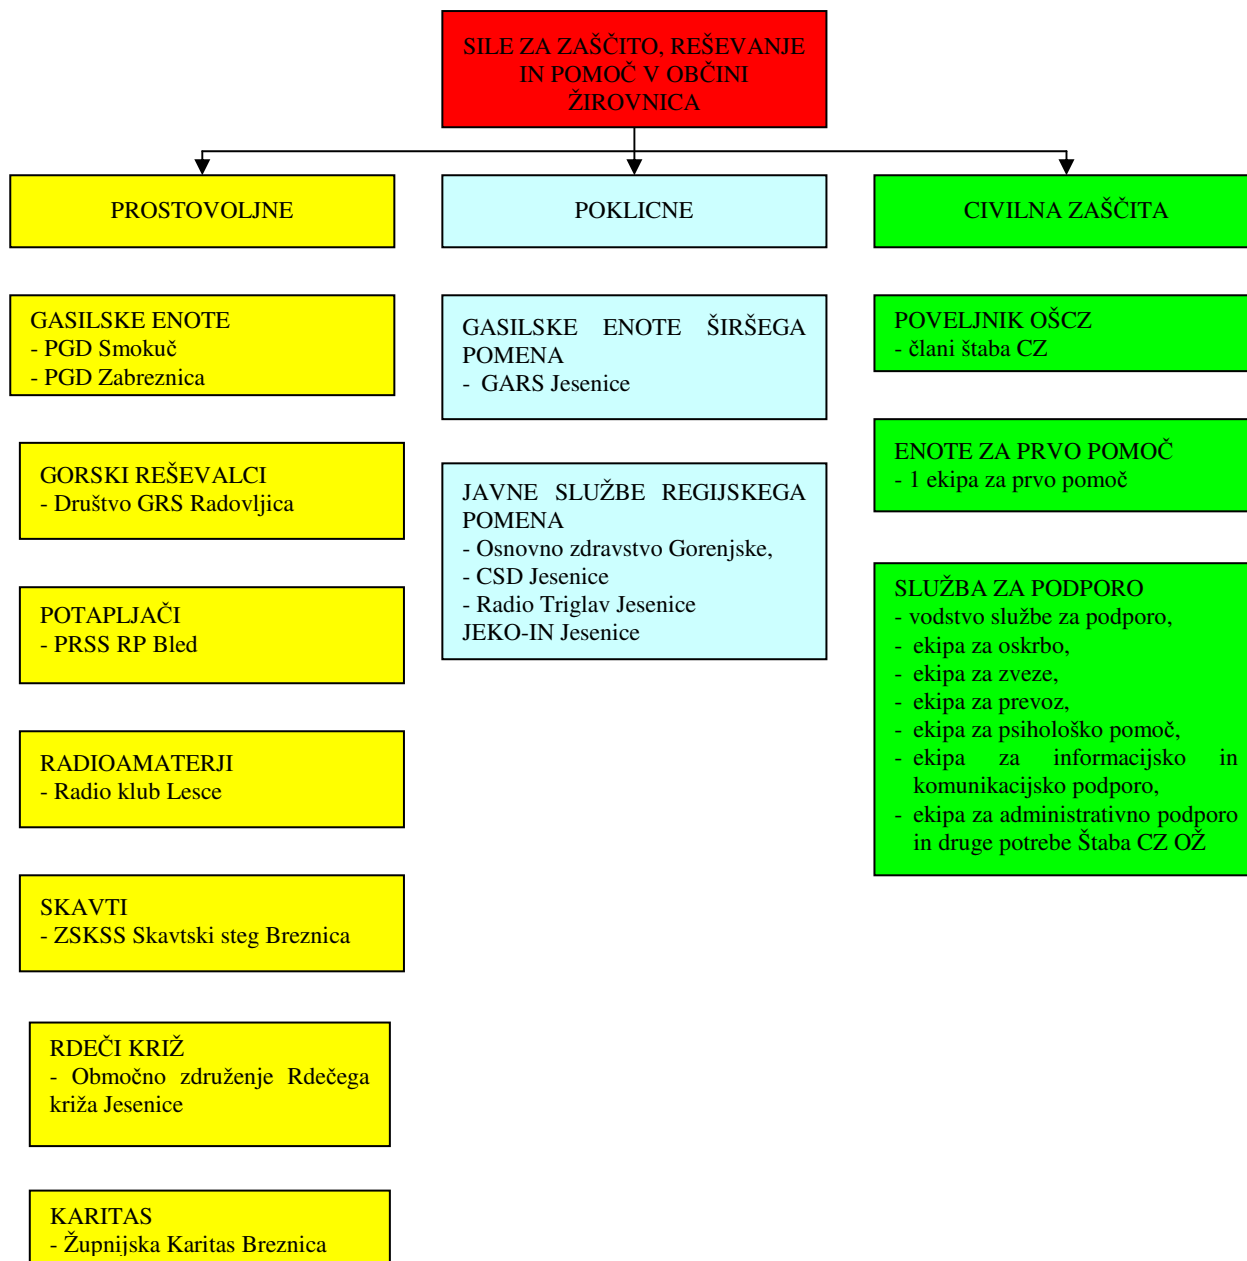 SILE ZA ZAŠČITO, REŠEVANJE
IN POMOČ V OBČINI
ŽIROVNICA
PROSTOVOLJNE
POKLICNE
CIVILNA ZAŠČITA
GASILSKE ENOTE
- PGD Smokuč
- PGD Zabreznica
GORSKI REŠEVALCI
- Društvo GRS Radovljica
POTAPLJAČI
- PRSS RP Bled
RADIOAMATERJI
- Radio klub Lesce
SKAVTI
- ZSKSS Skavtski steg Breznica
RDEČI KRIŽ
- Območno združenje Rdečega
križa Jesenice
KARITAS
- Župnijska Karitas Breznica
GASILSKE ENOTE ŠIRŠEGA
POMENA
- GARS Jesenice
JAVNE SLUŽBE REGIJSKEGA
POMENA
- Osnovno zdravstvo Gorenjske,
- CSD Jesenice
- Radio Triglav Jesenice
JEKO-IN Jesenice
POVELJNIK OŠCZ
- člani štaba CZ
ENOTE ZA PRVO POMOČ
- 1 ekipa za prvo pomoč
SLUŽBA ZA PODPORO
- vodstvo službe za podporo,
- ekipa za oskrbo,
- ekipa za zveze,
- ekipa za prevoz,
- ekipa za psihološko pomoč,
- ekipa za informacijsko in
komunikacijsko podporo,
- ekipa za administrativno podporo
in druge potrebe Štaba CZ OŽ